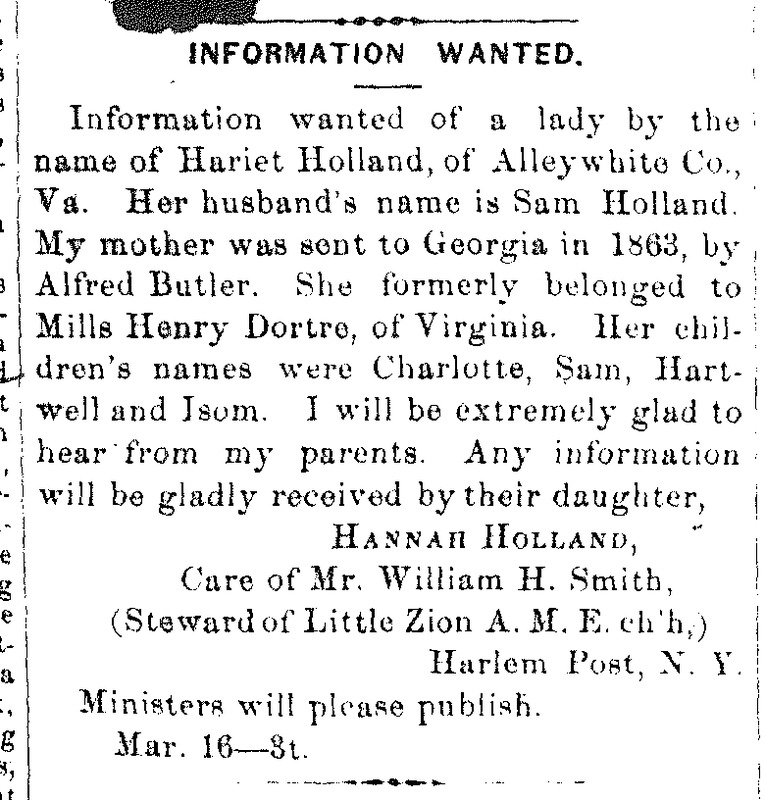 INFORMATION WANTED.
Information wanted of a lady by the
name of Hariet Holland, of Alleywhite Co.,
Va. Her husband's name is Sam Holland.
My mother was sent to Georgia in 1863, by
Alfred Butler. She formerly belonged to
Mills Henry Dortre, of Virginia. Her chil-
dren's names were Charlotte, Sam, Hart-
well and Isom. I will be extremely glad to
hear from my parents. Any information
will be gladly received by their daughter,
HANNAH HOLLAND,
Care of Mr. William H. Smith,
(Steward of Little Zion A. M. E. ch'h,)
Harlem Post, N. Y.
Ministers will please publish.
Mar. 16—3t.